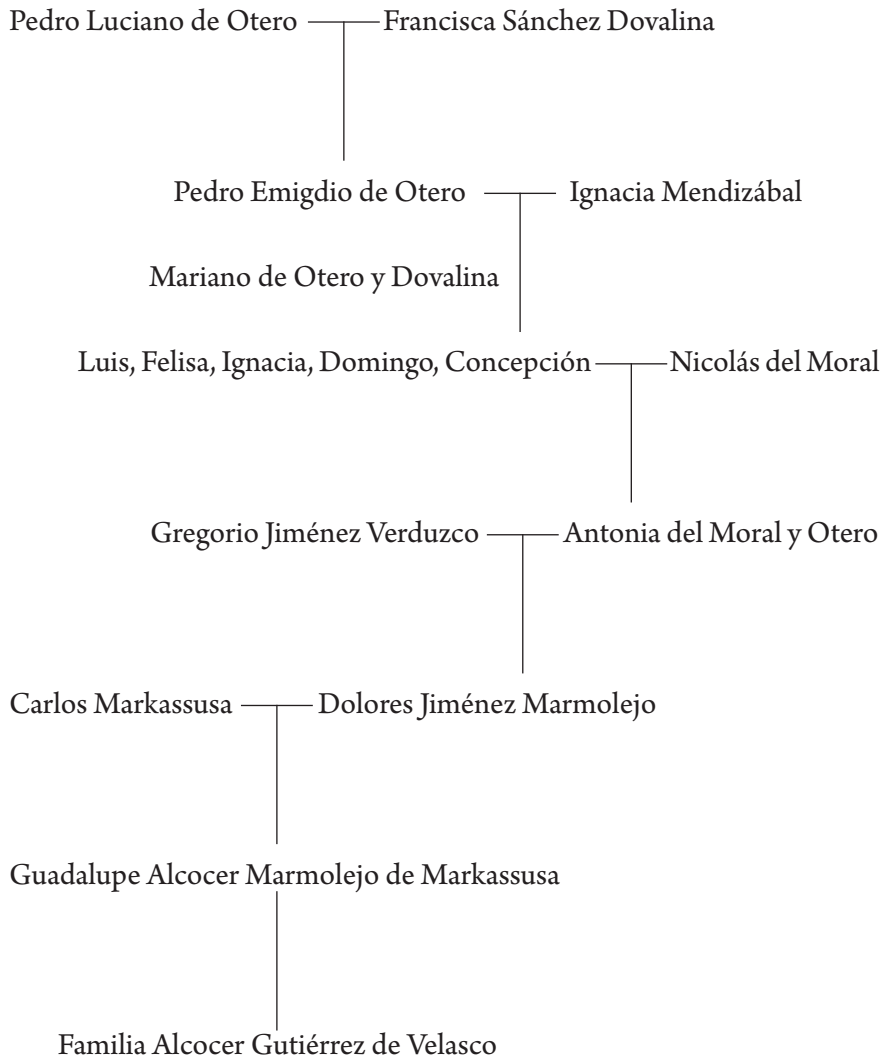 Pedro Luciano de Otero Francisca Sánchez Dovalina
Pedro Emigdio de Otero Ignacia Mendizábal
Mariano de Otero y Dovalina
Luis, Felisa, Ignacia, Domingo, Concepción Nicolás del Moral
Gregorio Jiménez Verduzco Antonia del Moral y Otero
Carlos Markassusa Dolores Jiménez Marmolejo
Guadalupe Alcocer Marmolejo de Markassusa
Familia Alcocer Gutiérrez de Velasco